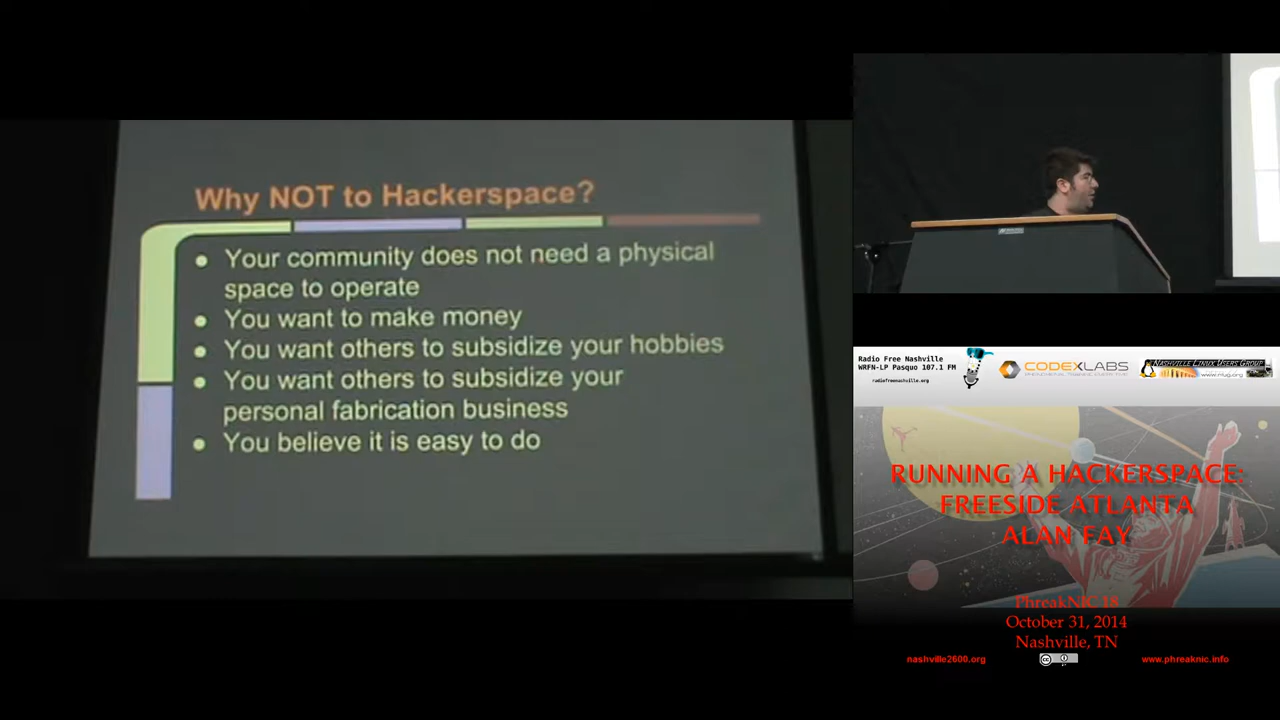 Why NOT to Hackerspace?
Your community does not need a physical
space to operate
You want to make money
You want others to subsidize your hobbies
You want others to subsidize your
personal fabrication business
You believe it is easy to do
Radio Free Nashville
WRFN-LP Pasquo 107.1 FM
radiofreenashville.org
CODEXLABS
NASHVILLE LINUX USERS GROUP
www.nlug.org
RUNNING A HACKERSPACE:
FREESIDE ATLANTA
ALAN FAY
PhreakNIC 18
October 31, 2014
Nashville, TN
nashville2600.org
www.phreaknic.info